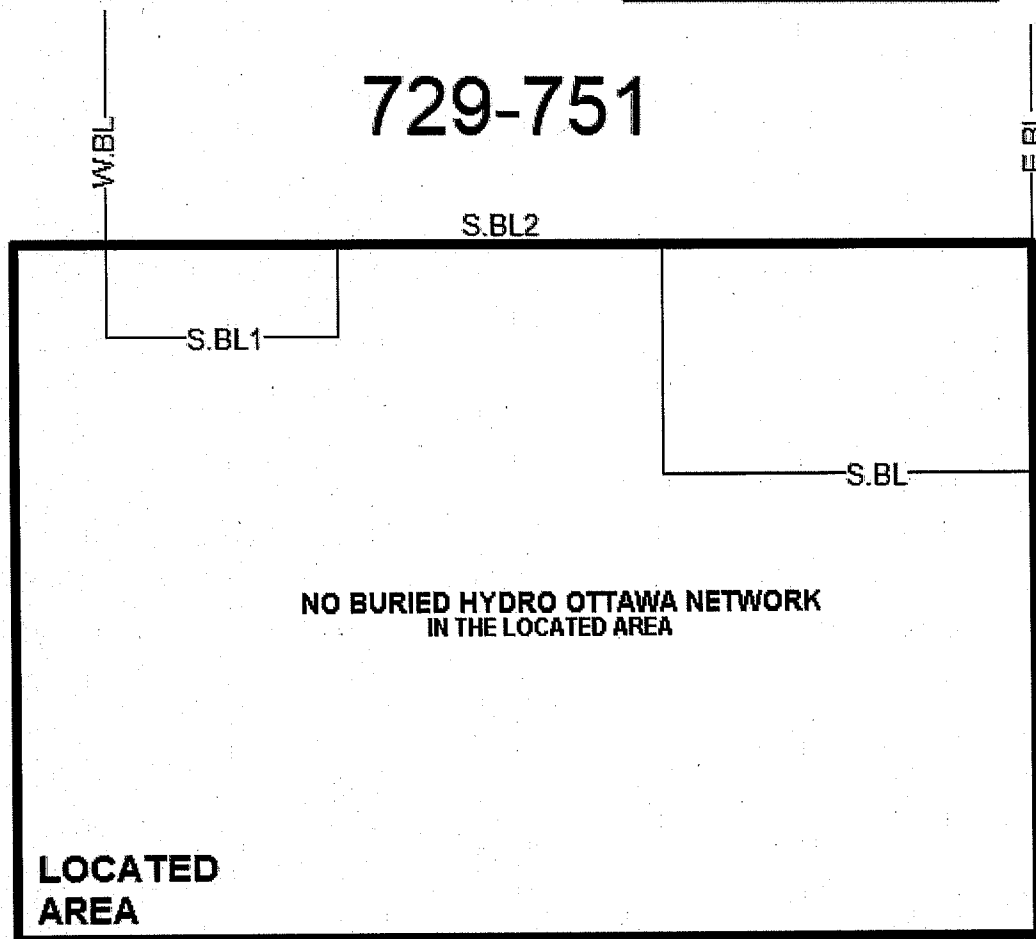 729-751
W.BL
E.BL
S.BL2
S.BL1
S.BL
NO BURIED HYDRO OTTAWA NETWORK
IN THE LOCATED AREA
LOCATED
AREA